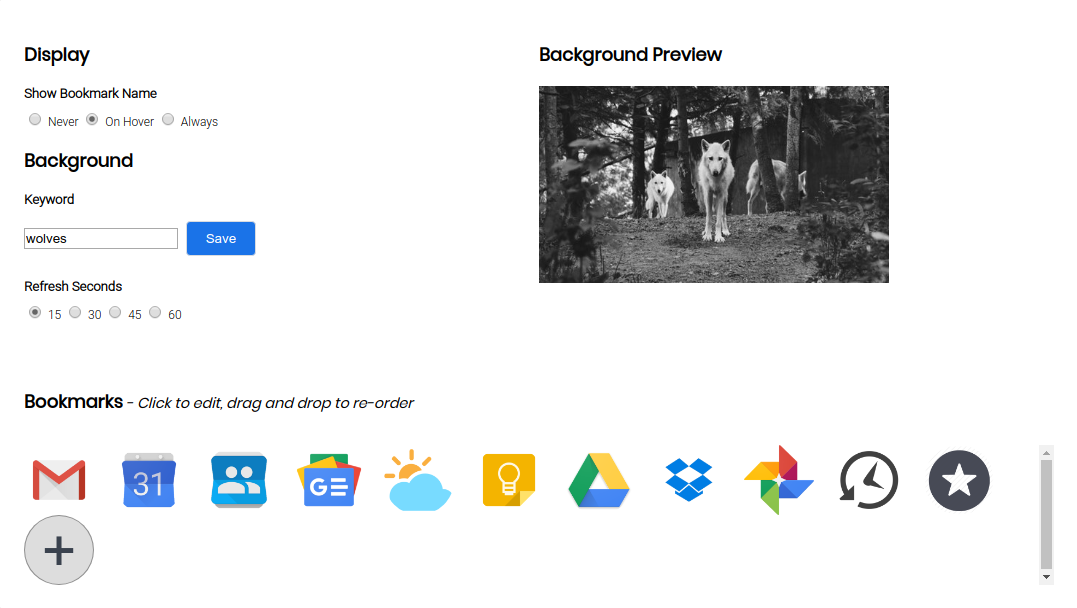 Display
Show Bookmark Name
Never On Hover Always
Background
Keyword
wolves Save
Refresh Seconds
15 30 45 60
Background Preview
Bookmarks - Click to edit, drag and drop to re-order
31
GE